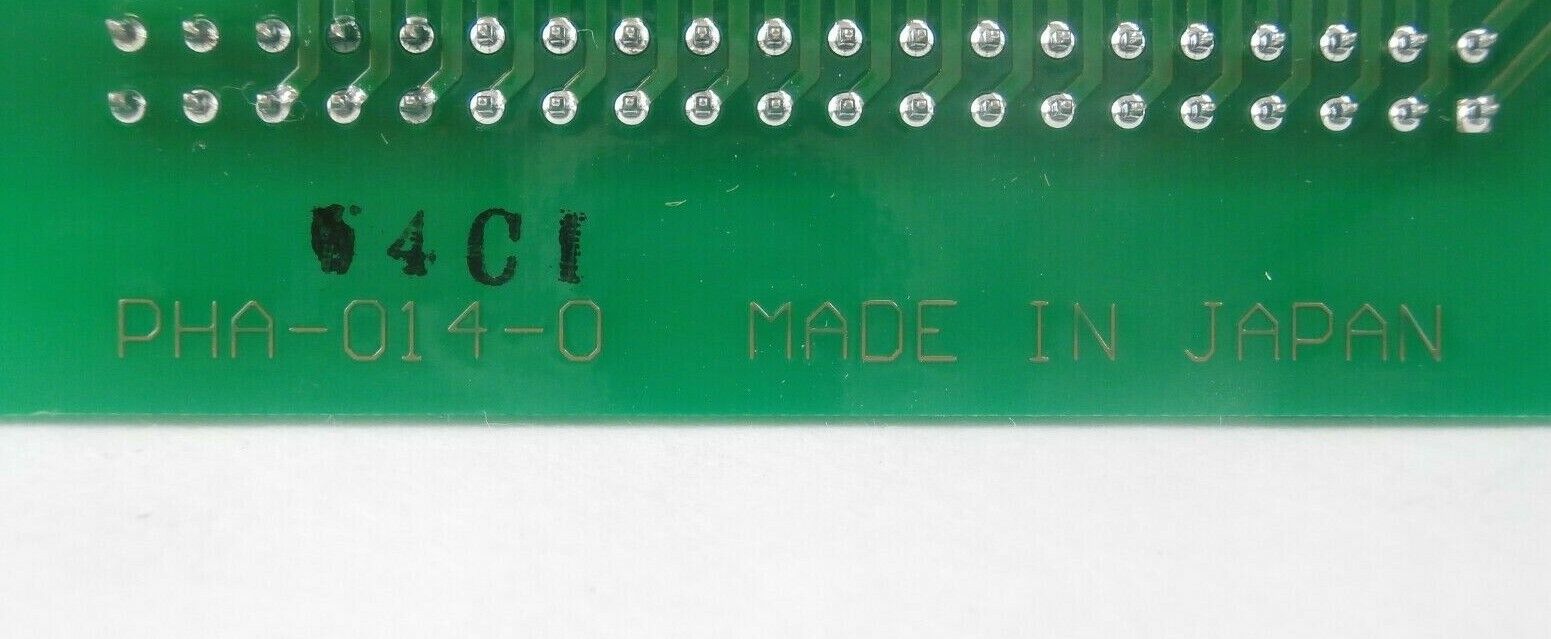 4C1
PHA-014-0 MADE IN JAPAN